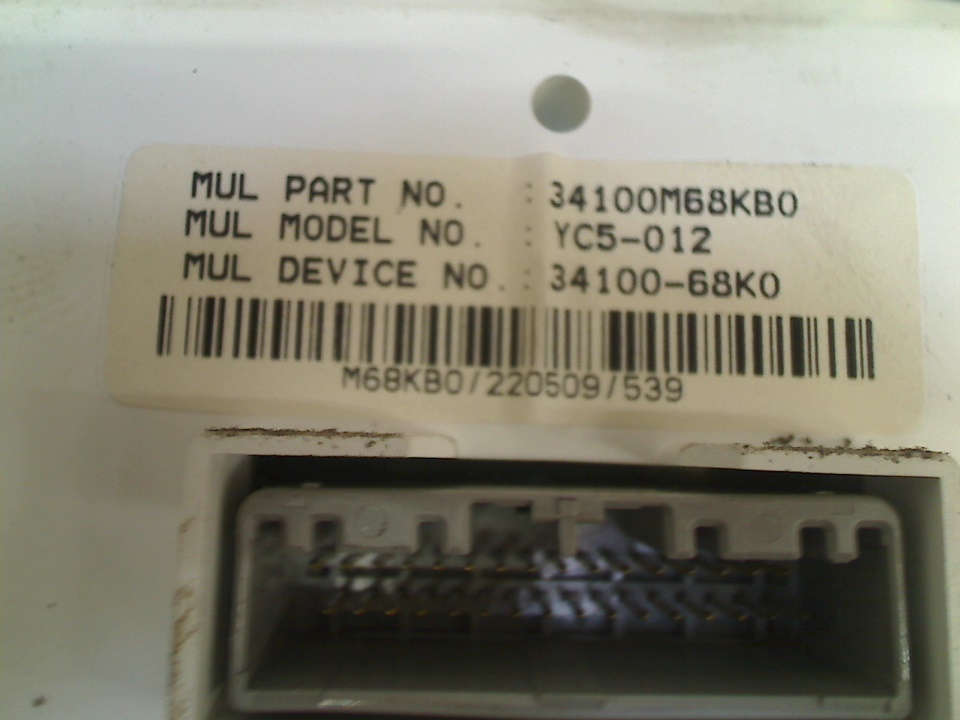 MUL PART NO. : 34100M68KB0
MUL MODEL NO. : YC5-012
MUL DEVICE NO.: 34100-68K0
M68KB0/220509/539